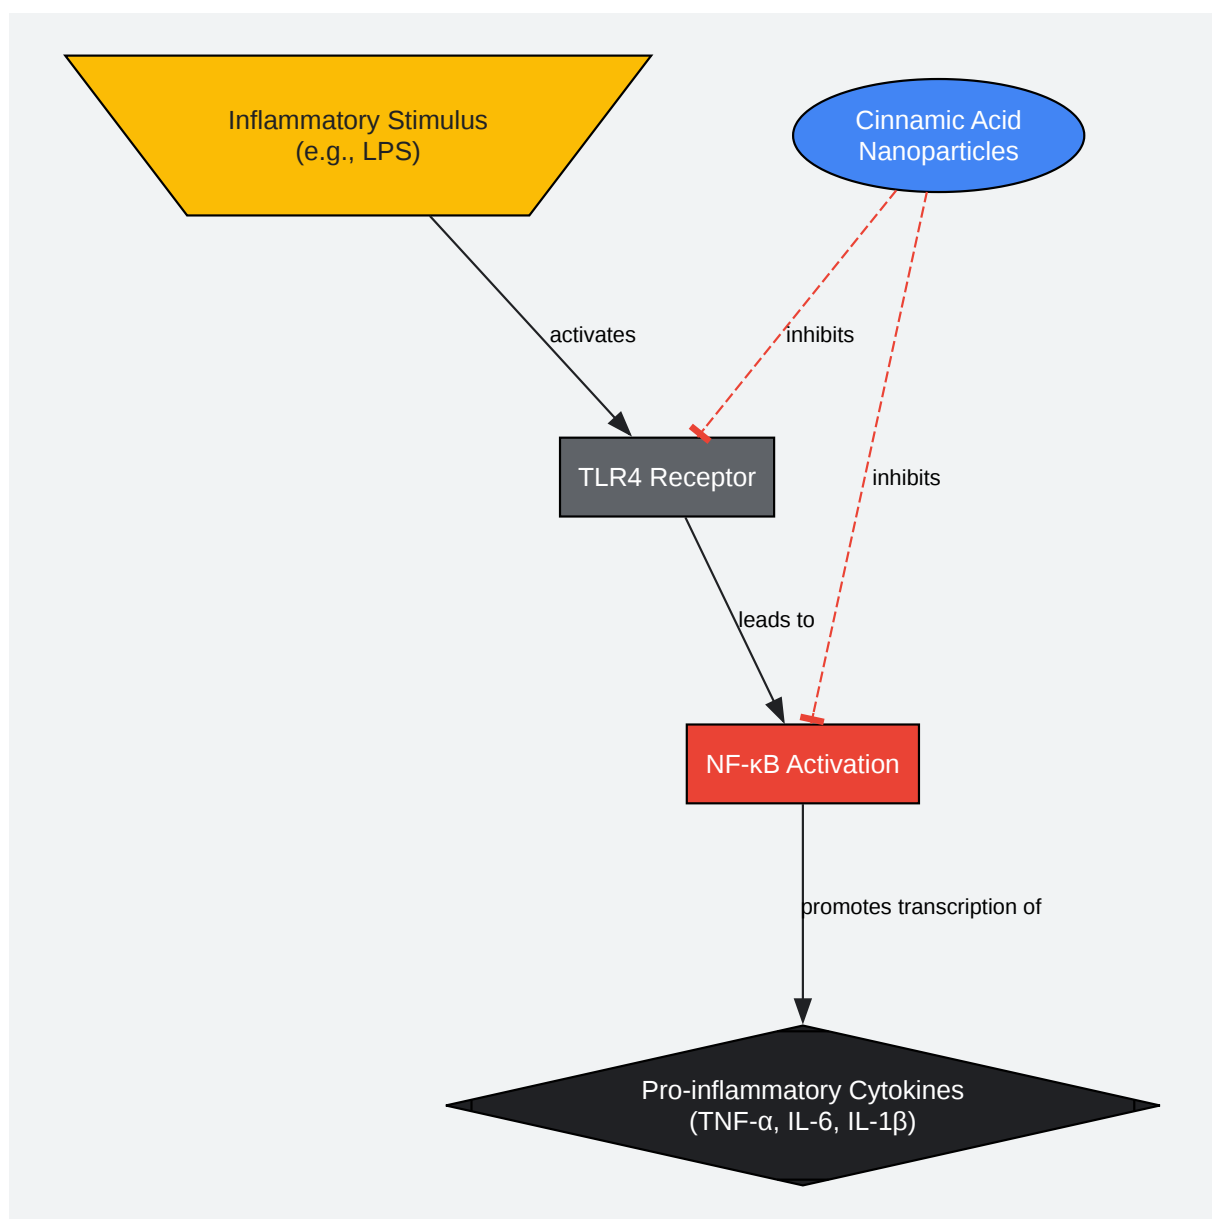 Inflammatory Stimulus
(e.g., LPS)
Cinnamic Acid
Nanoparticles
activates
inhibits
TLR4 Receptor
inhibits
leads to
NF-κB Activation
promotes transcription of
Pro-inflammatory Cytokines
(TNF-α, IL-6, IL-1β)